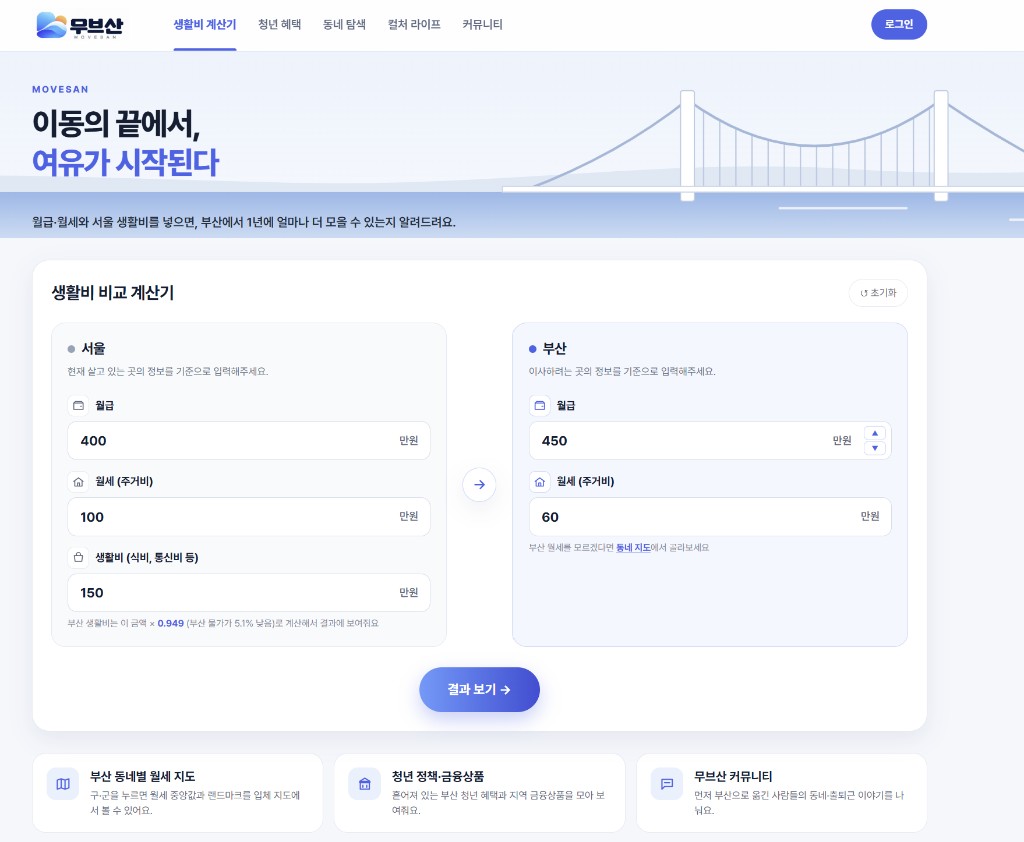 무브산
MOVESAN
생활비 계산기
청년 혜택
동네 탐색
컬처 라이프
커뮤니티
로그인
MOVESAN
이동의 끝에서,
여유가 시작된다
월급·월세와 서울 생활비를 넣으면, 부산에서 1년에 얼마나 더 모을 수 있는지 알려드려요.
생활비 비교 계산기
↺ 초기화
서울
현재 살고 있는 곳의 정보를 기준으로 입력해주세요.
월급
400 만원
월세 (주거비)
100 만원
생활비 (식비, 통신비 등)
150 만원
부산 생활비는 이 금액 × 0.949 (부산 물가가 5.1% 낮음)로 계산해서 결과에 보여줘요
→
부산
이사하려는 곳의 정보를 기준으로 입력해주세요.
월급
450 만원 ▲ ▼
월세 (주거비)
60 만원
부산 월세를 모르겠다면 동네 지도에서 골라보세요
결과 보기 →
부산 동네별 월세 지도
구·군을 누르면 월세 중앙값과 랜드마크를 입체 지도에
서 볼 수 있어요.
청년 정책·금융상품
흩어져 있는 부산 청년 혜택과 지역 금융상품을 모아 보
여줘요.
무브산 커뮤니티
먼저 부산으로 옮긴 사람들의 동네·출퇴근 이야기를 나
눠요.